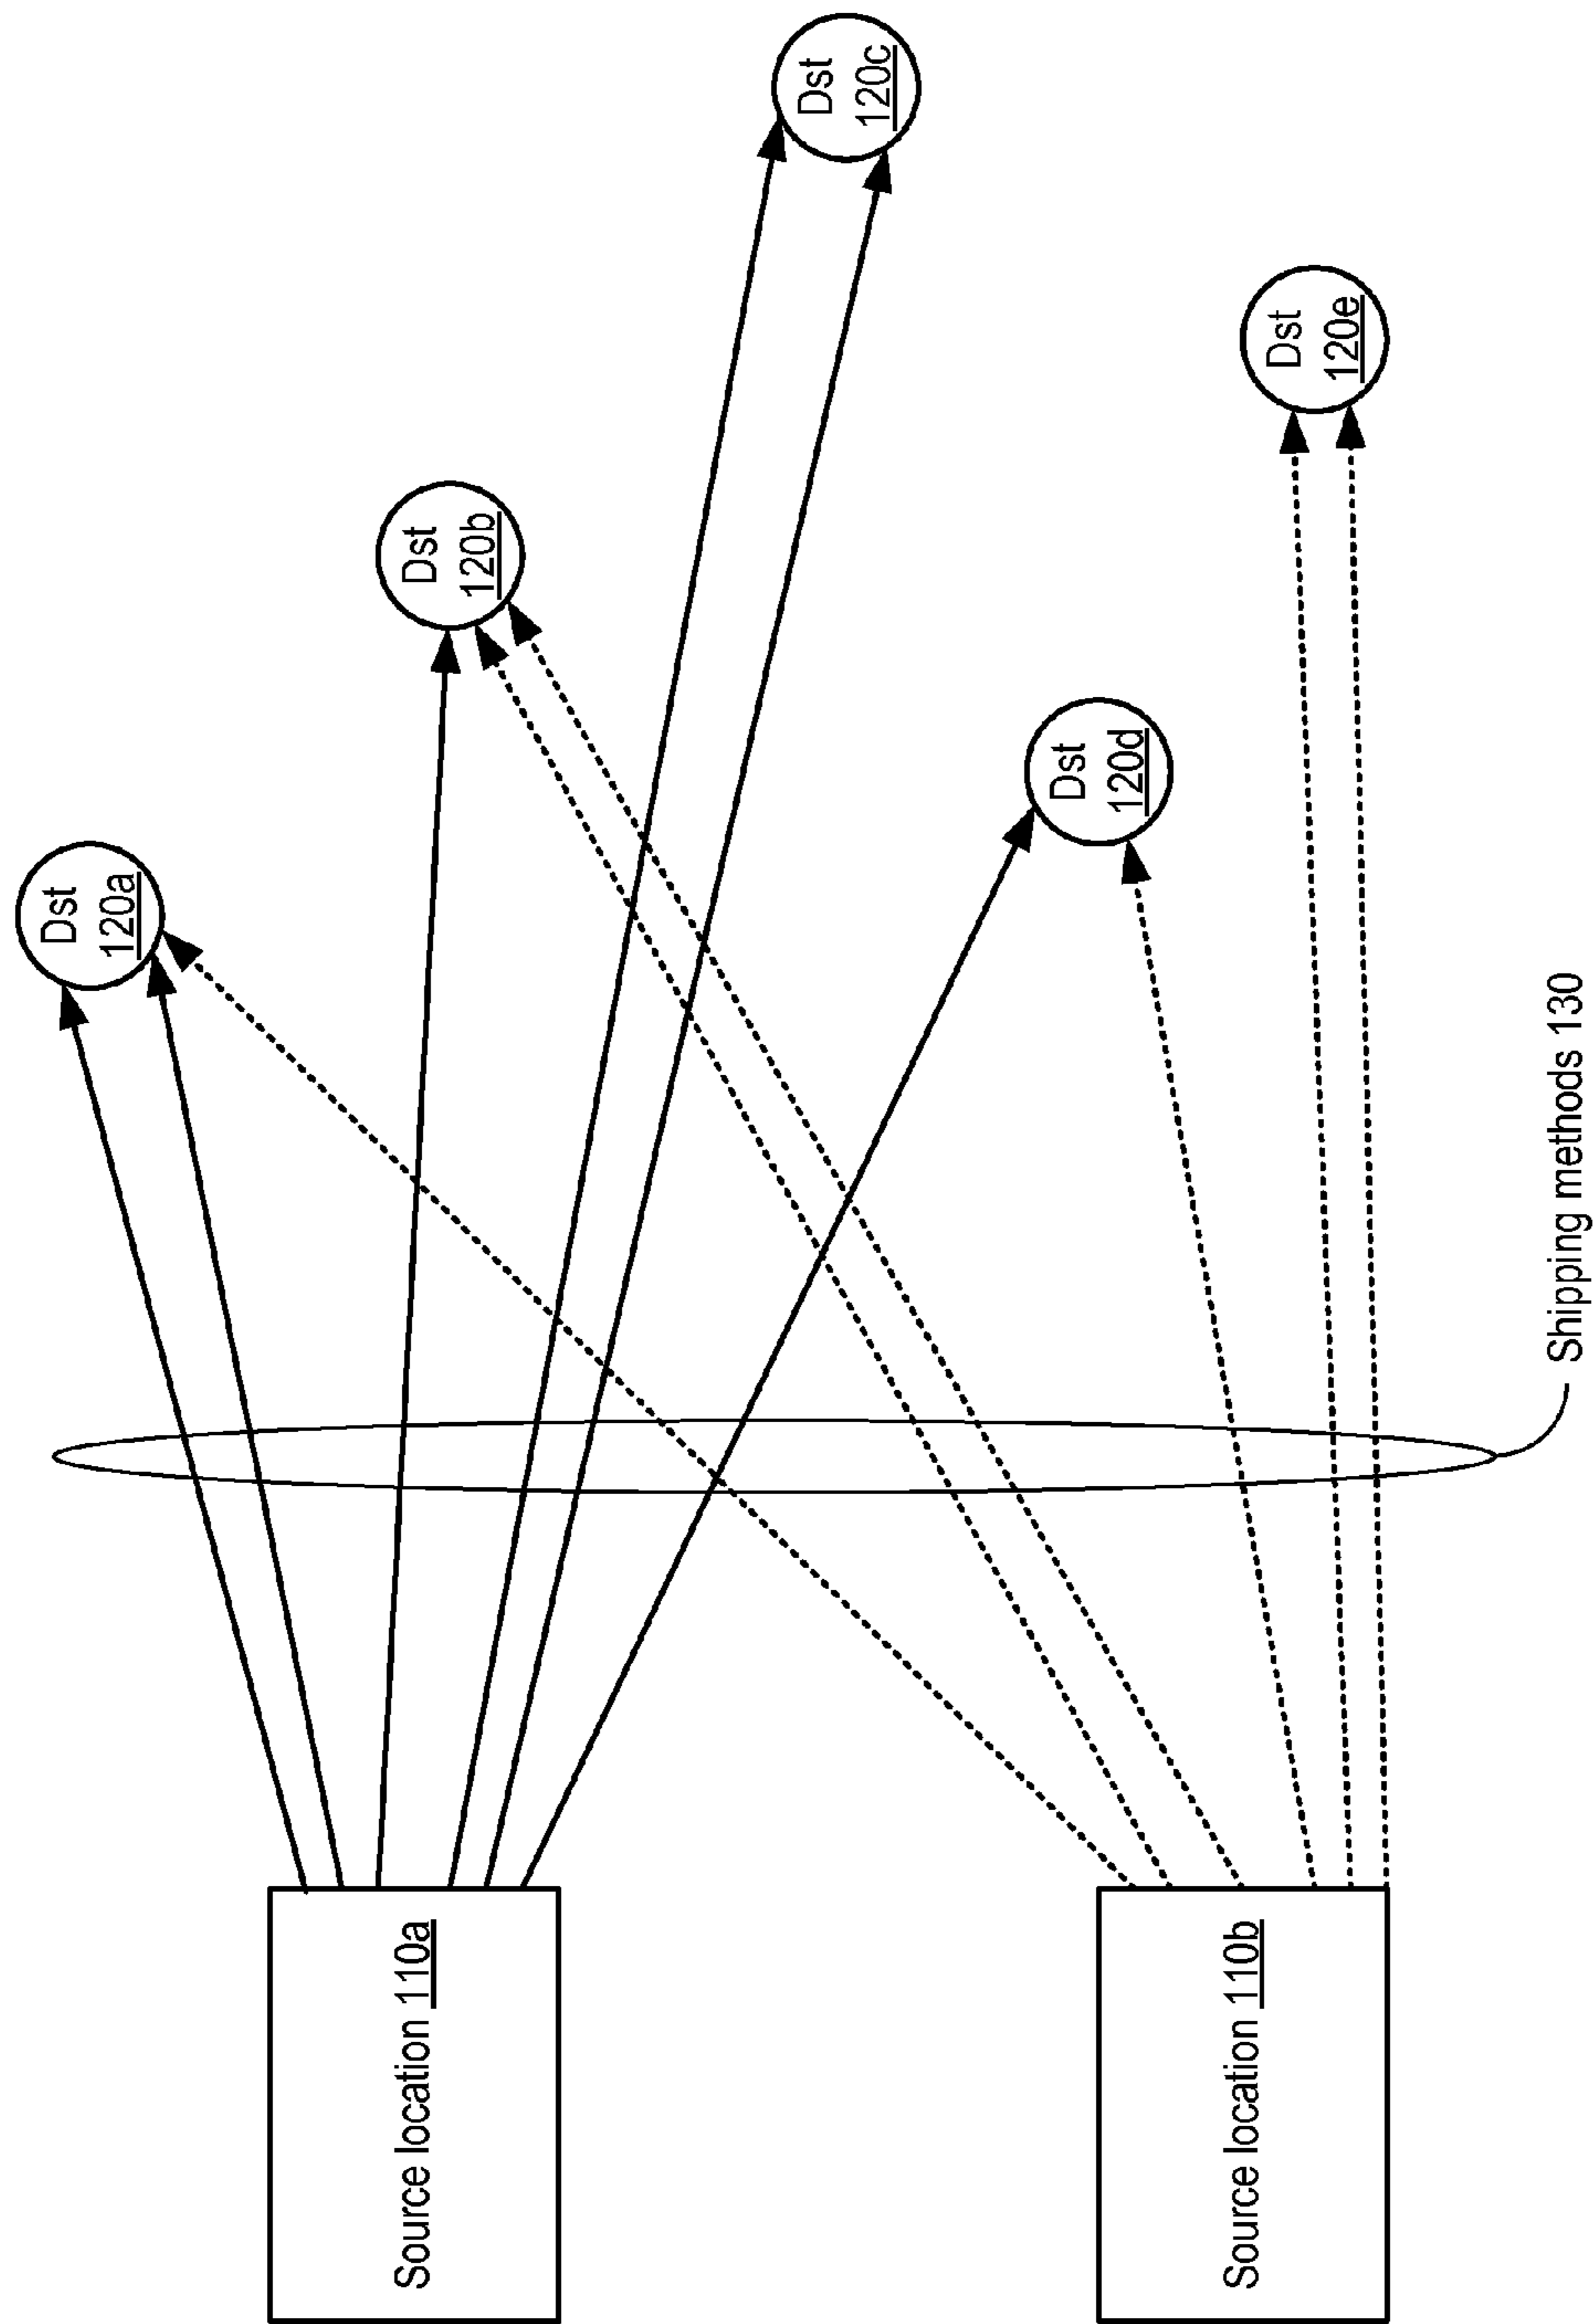 Source location 110a
Source location 110b
Dst
120a
Dst
120b
Dst
120c
Dst
120d
Dst
120e
Shipping methods 130